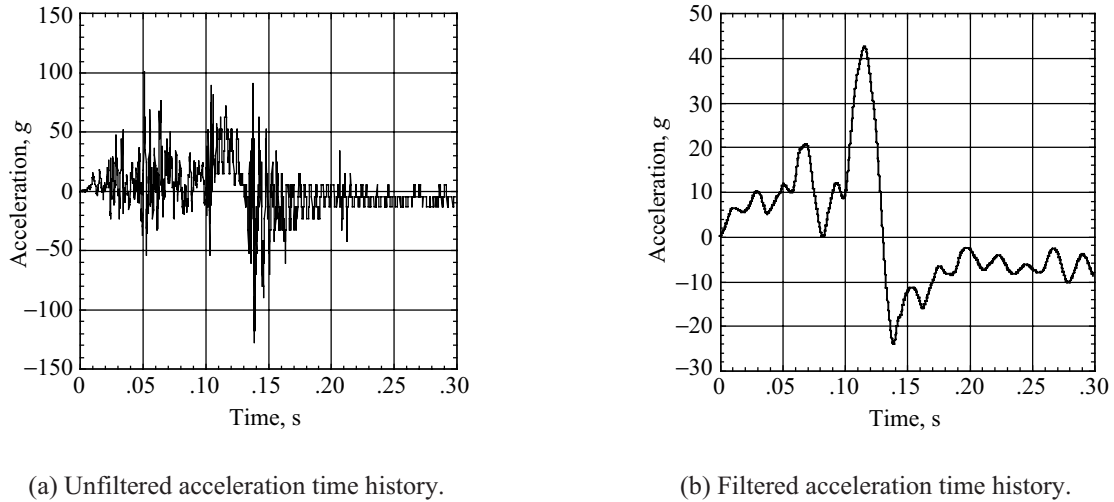 150
100
50
0
−50
−100
−150
Acceleration, g
0 .05 .10 .15 .20 .25 .30
Time, s
(a) Unfiltered acceleration time history.
50
40
30
20
10
0
−10
−20
−30
Acceleration, g
0 .05 .10 .15 .20 .25 .30
Time, s
(b) Filtered acceleration time history.